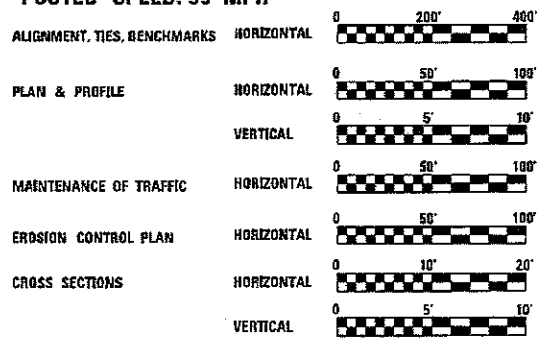 POSTED SPEED: 35 MPH
0 200' 400'
ALIGNMENT, TIES, BENCHMARKS HORIZONTAL
0 50' 100'
PLAN & PROFILE HORIZONTAL
0 5' 10'
VERTICAL
0 50' 100'
MAINTENANCE OF TRAFFIC HORIZONTAL
0 50' 100'
EROSION CONTROL PLAN HORIZONTAL
0 10' 20'
CROSS SECTIONS HORIZONTAL
0 5' 10'
VERTICAL